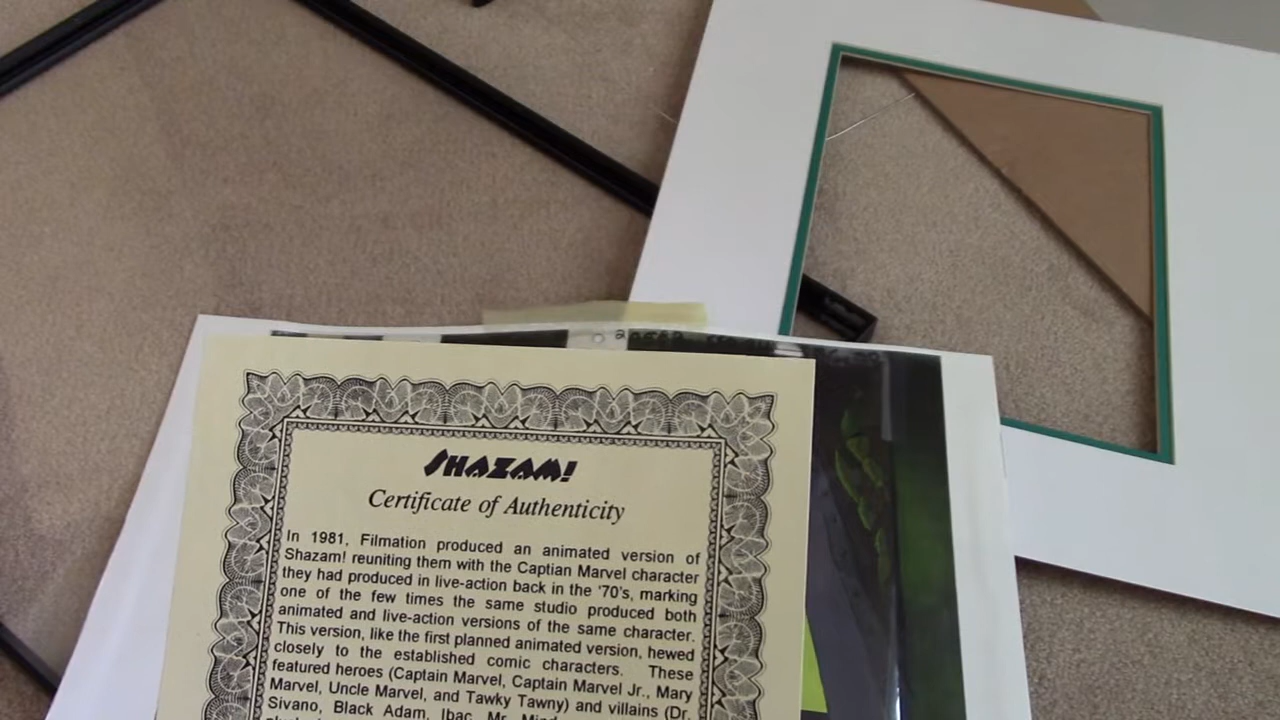 SHAZAM!
Certificate of Authenticity
In 1981, Filmation produced an animated version of
Shazam! reuniting them with the Captian Marvel character
they had produced in live-action back in the '70's, marking
one of the few times the same studio produced both
animated and live-action versions of the same character.
This version, like the first planned animated version, hewed
closely to the established comic characters. These
featured heroes (Captain Marvel, Captain Marvel Jr., Mary
Marvel, Uncle Marvel, and Tawky Tawny) and villains (Dr.
Sivano, Black Adam, Ibac, Mr. Mind